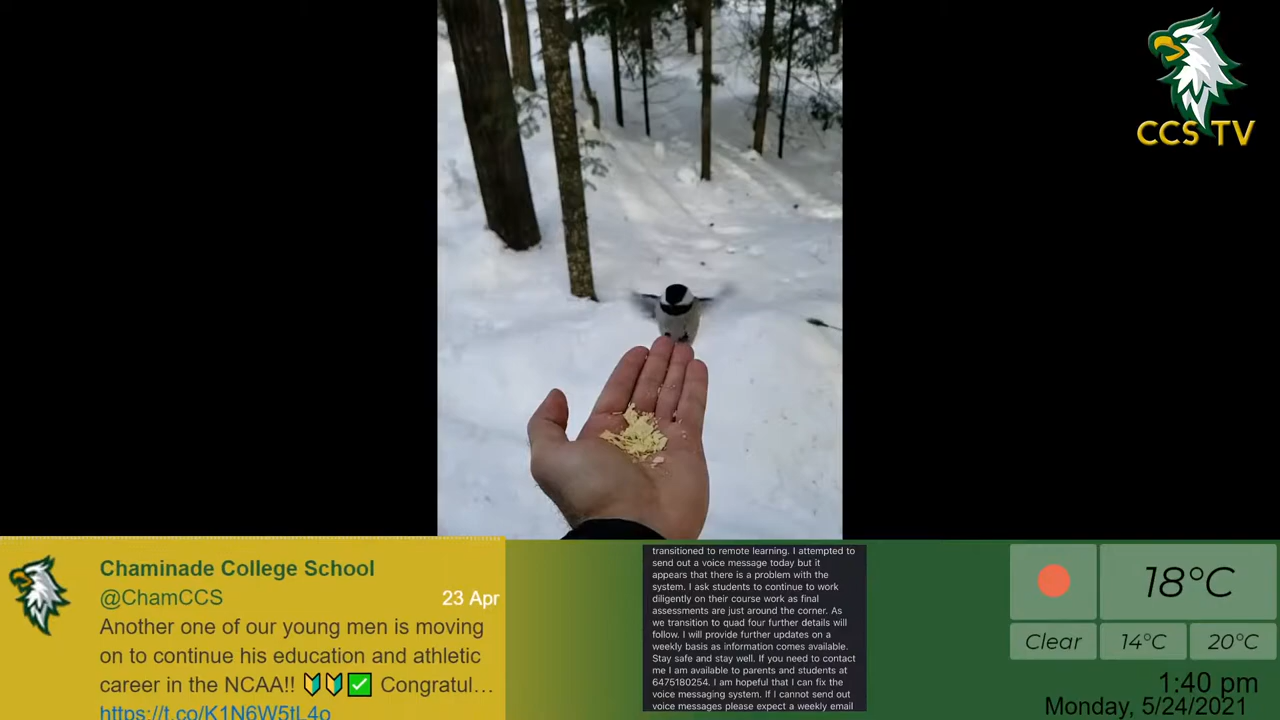 CCS TV
Chaminade College School
@ChamCCS
23 Apr
Another one of our young men is moving
on to continue his education and athletic
career in the NCAA!! 🔰🔰✅ Congratul…
https://t.co/K1N6W5tL4o
transitioned to remote learning. I attempted to
send out a voice message today but it
appears that there is a problem with the
system. I ask students to continue to work
diligently on their course work as final
assessments are just around the corner. As
we transition to quad four further details will
follow. I will provide further updates on a
weekly basis as information comes available.
Stay safe and stay well. If you need to contact
me I am available to parents and students at
6475180254. I am hopeful that I can fix the
voice messaging system. If I cannot send out
voice messages please expect a weekly email
18°C
Clear
14°C
20°C
1:40 pm
Monday, 5/24/2021